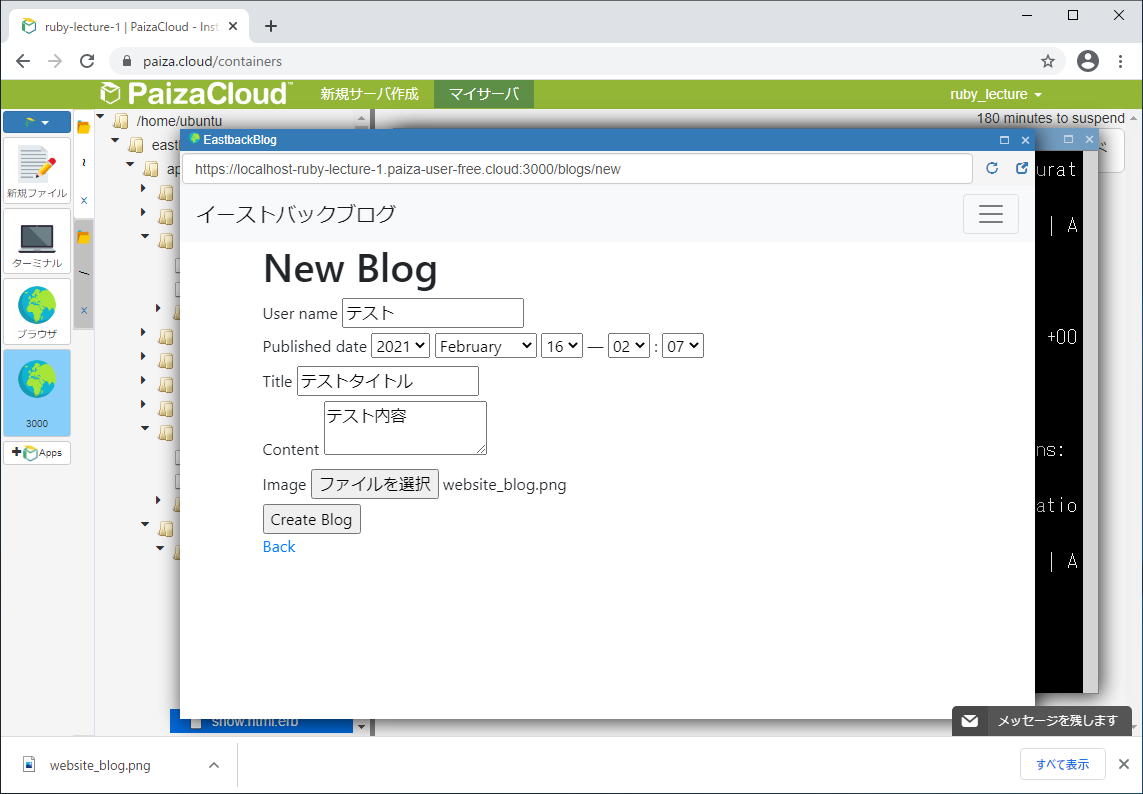 ruby-lecture-1 | PaizaCloud - Inst
paiza.cloud/containers
PaizaCloud™ 新規サーバ作成 マイサーバ ruby_lecture
/home/ubuntu
180 minutes to suspend
EastbackBlog
https://localhost-ruby-lecture-1.paiza-user-free.cloud:3000/blogs/new
新規ファイル
ターミナル
ブラウザ
3000
Apps
イーストバックブログ
New Blog
User name テスト
Published date 2021 February 16 — 02 : 07
Title テストタイトル
Content テスト内容
Image ファイルを選択 website_blog.png
Create Blog
Back
urat
| A
+00
ns:
atio
| A
show.html.erb
メッセージを残します
website_blog.png
すべて表示